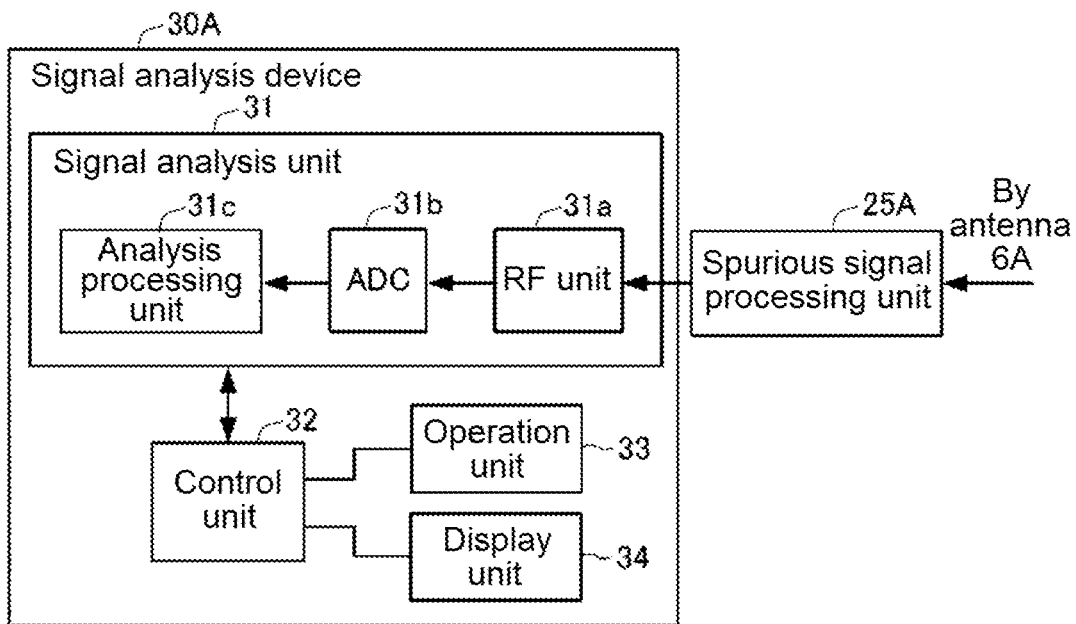 30A
Signal analysis device
31
Signal analysis unit
31c
Analysis
processing
unit
31b
ADC
31a
RF unit
25A
Spurious signal
processing unit
By
antenna
6A
32
Control
unit
Operation
unit
33
Display
unit
34